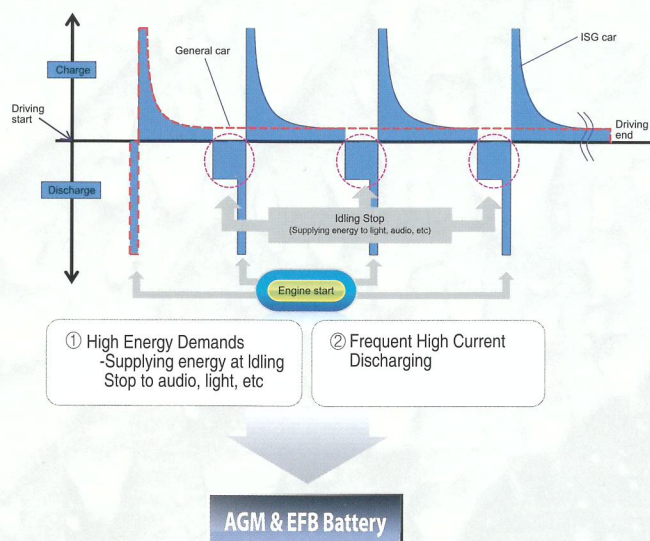 General car
ISG car
Charge
Driving
start
Driving
end
Discharge
Idling Stop
(Supplying energy to light, audio, etc)
Engine start
① High Energy Demands
-Supplying energy at Idling
Stop to audio, light, etc
② Frequent High Current
Discharging
AGM & EFB Battery